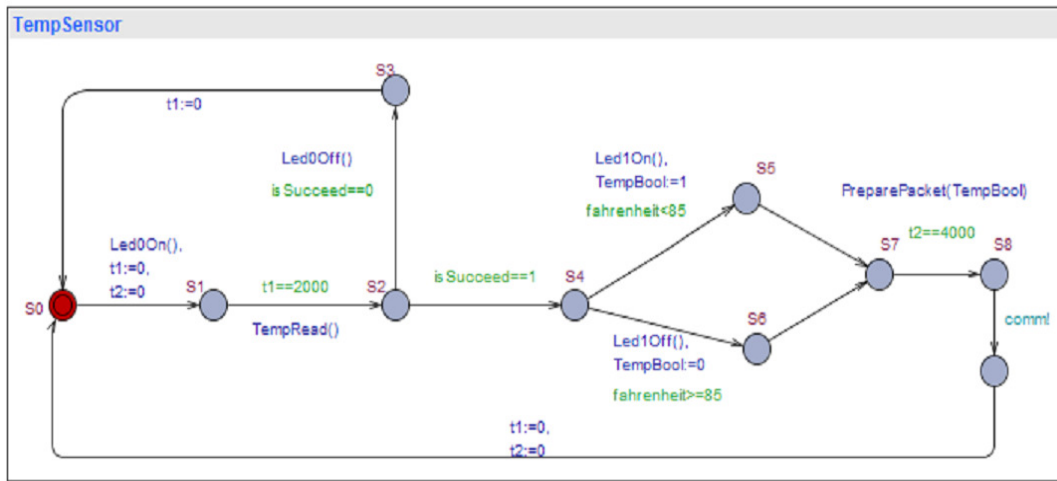 TempSensor
S3
t1:=0
Led0Off()
isSucceed==0
Led0On(),
t1:=0,
t2:=0
S0
S1
t1==2000
TempRead()
S2
isSucceed==1
S4
Led1On(),
TempBool:=1
fahrenheit<85
S5
Led1Off(),
TempBool:=0
fahrenheit>=85
S6
S7
PreparePacket(TempBool)
t2==4000
S8
comm!
t1:=0,
t2:=0